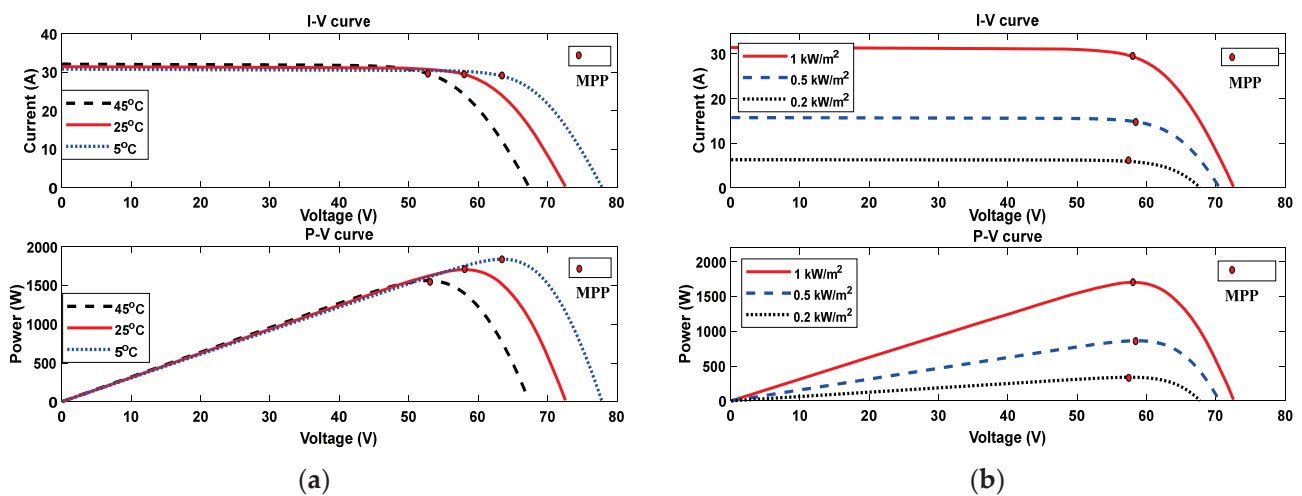 I-V curve
40
30
20
10
0
Current (A)
45°C
25°C
5°C
MPP
0 10 20 30 40 50 60 70 80
Voltage (V)
P-V curve
2000
1500
1000
500
0
Power (W)
45°C
25°C
5°C
MPP
0 10 20 30 40 50 60 70 80
Voltage (V)
(a)
I-V curve
30
20
10
0
Current (A)
1 kW/m²
0.5 kW/m²
0.2 kW/m²
MPP
0 10 20 30 40 50 60 70 80
Voltage (V)
P-V curve
2000
1500
1000
500
0
Power (W)
1 kW/m²
0.5 kW/m²
0.2 kW/m²
MPP
0 10 20 30 40 50 60 70 80
Voltage (V)
(b)